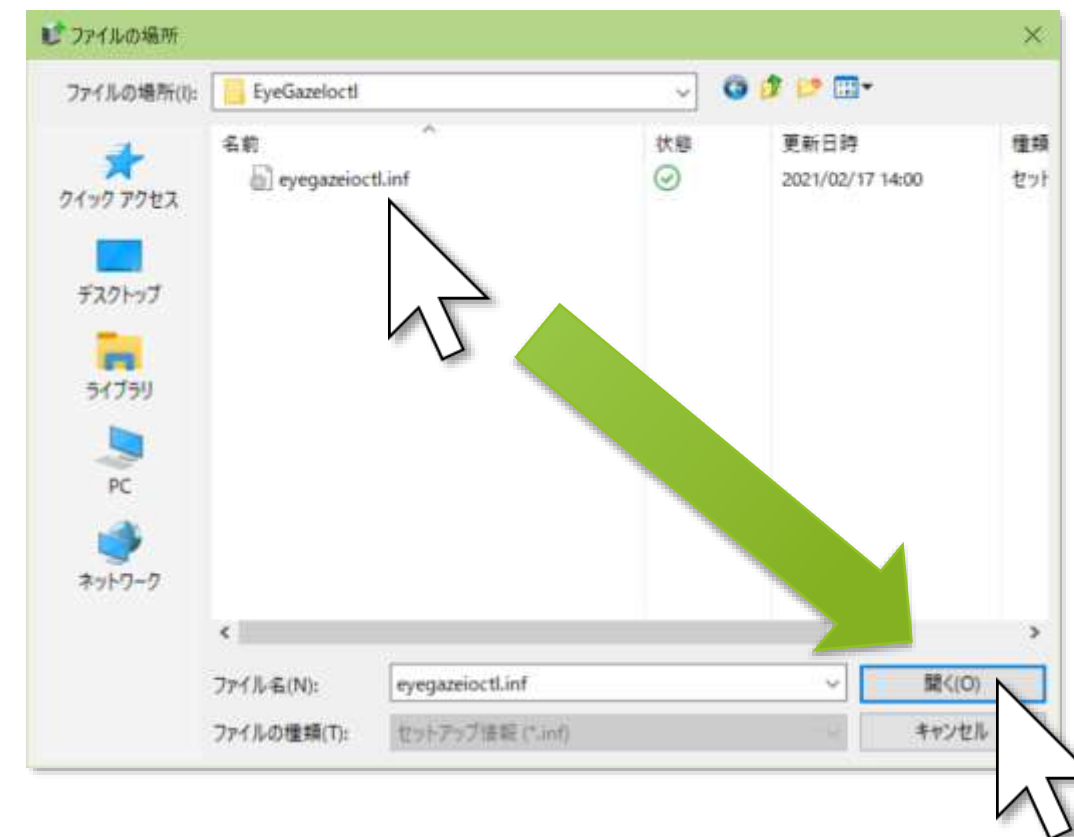 ファイルの場所
ファイルの場所(I):
EyeGazeIoctl
名前
状態
更新日時
種類
eyegazeioctl.inf
2021/02/17 14:00
セット
クイック アクセス
デスクトップ
ライブラリ
PC
ネットワーク
ファイル名(N):
eyegazeioctl.inf
開く(O)
ファイルの種類(T):
セットアップ情報 (*.inf)
キャンセル